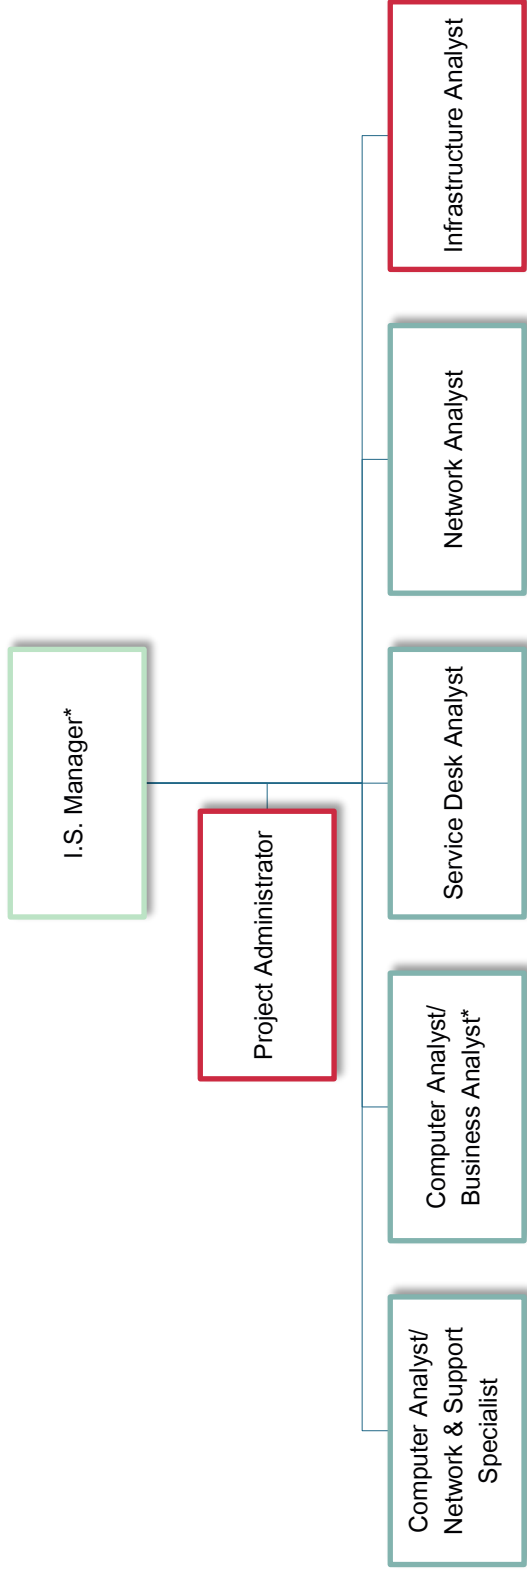 I.S. Manager*
Project Administrator
Computer Analyst/
Network & Support
Specialist
Computer Analyst/
Business Analyst*
Service Desk Analyst
Network Analyst
Infrastructure Analyst